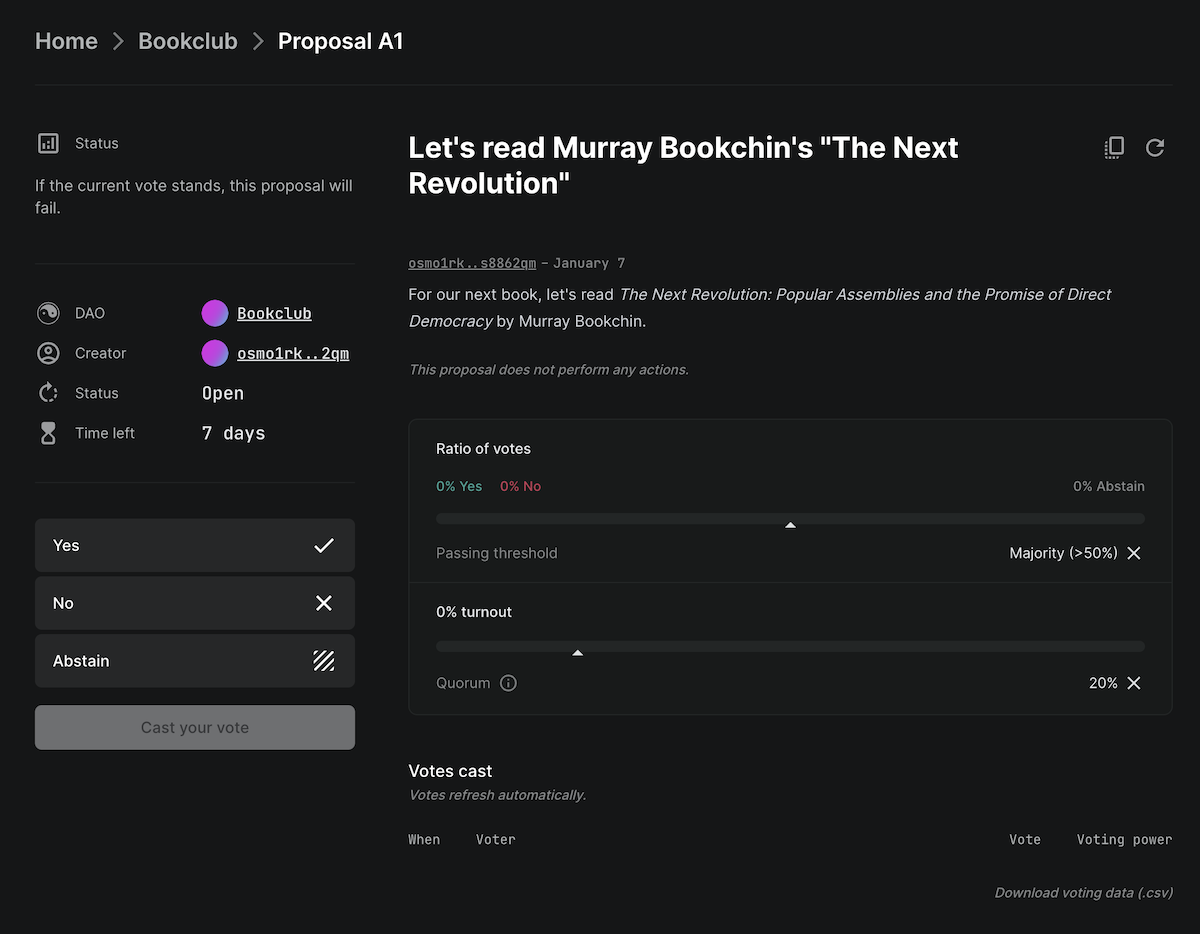 Home > Bookclub > Proposal A1
Status
If the current vote stands, this proposal will
fail.
DAO Bookclub
Creator osmo1rk..2qm
Status Open
Time left 7 days
Yes
No
Abstain
Cast your vote
Let's read Murray Bookchin's "The Next
Revolution"
osmo1rk..s8862qm – January 7
For our next book, let's read The Next Revolution: Popular Assemblies and the Promise of Direct
Democracy by Murray Bookchin.
This proposal does not perform any actions.
Ratio of votes
0% Yes 0% No 0% Abstain
Passing threshold Majority (>50%)
0% turnout
Quorum 20%
Votes cast
Votes refresh automatically.
When Voter Vote Voting power
Download voting data (.csv)